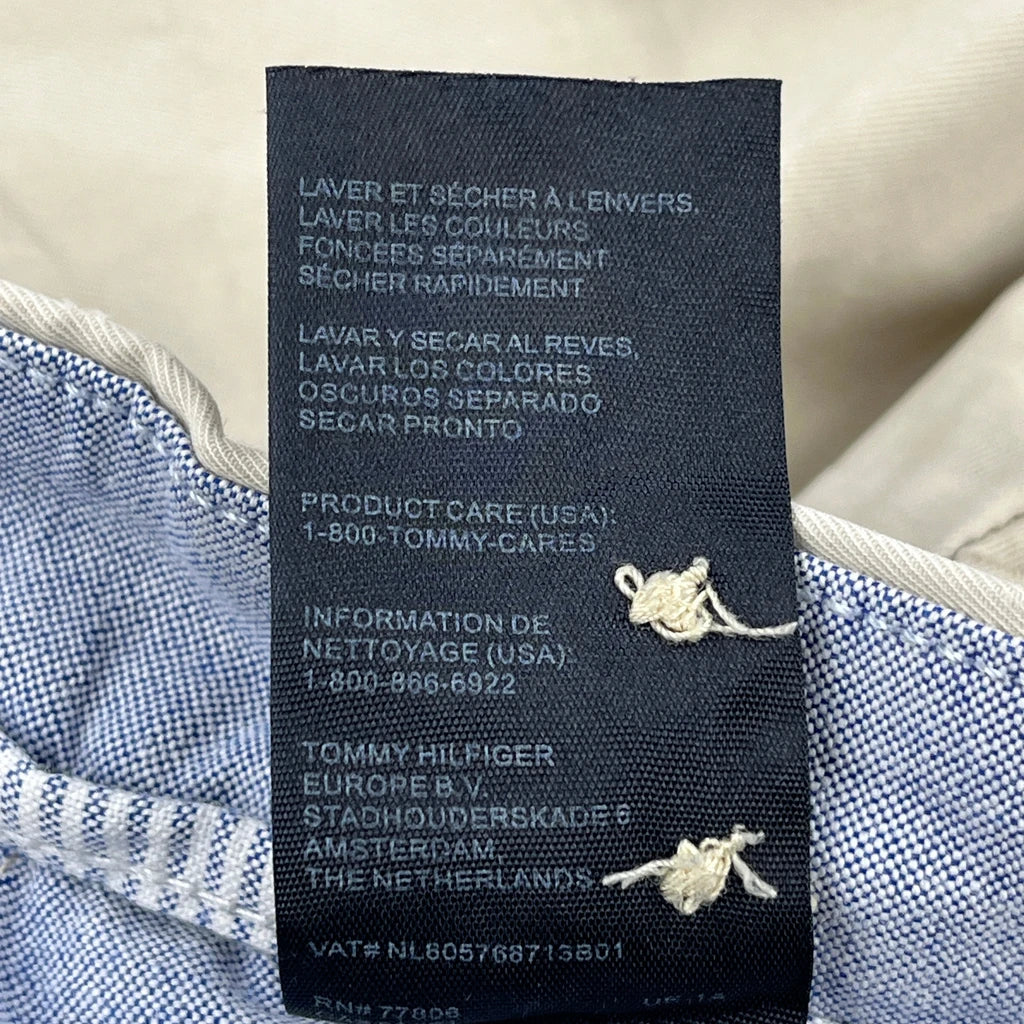 LAVER ET SÉCHER À L'ENVERS,
LAVER LES COULEURS
FONCÉES SÉPARÉMENT
SÉCHER RAPIDEMENT
LAVAR Y SECAR AL REVES,
LAVAR LOS COLORES
OSCUROS SEPARADO
SECAR PRONTO
PRODUCT CARE (USA):
1-800-TOMMY-CARES
INFORMATION DE
NETTOYAGE (USA):
1-800-866-6922
TOMMY HILFIGER
EUROPE B.V.
STADHOUDERSKADE 6
AMSTERDAM,
THE NETHERLANDS
VAT# NL805768713B01
RN# 77806